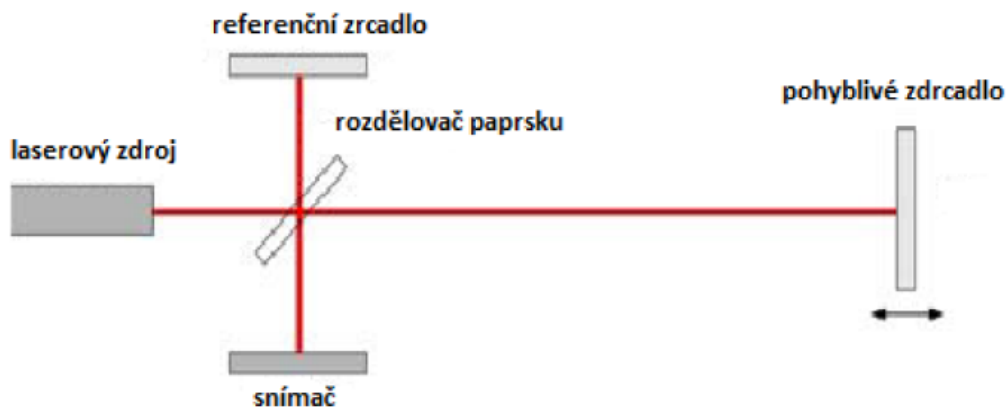 referenční zrcadlo
pohyblivé zdrcadlo
rozdělovač paprsku
laserový zdroj
snímač